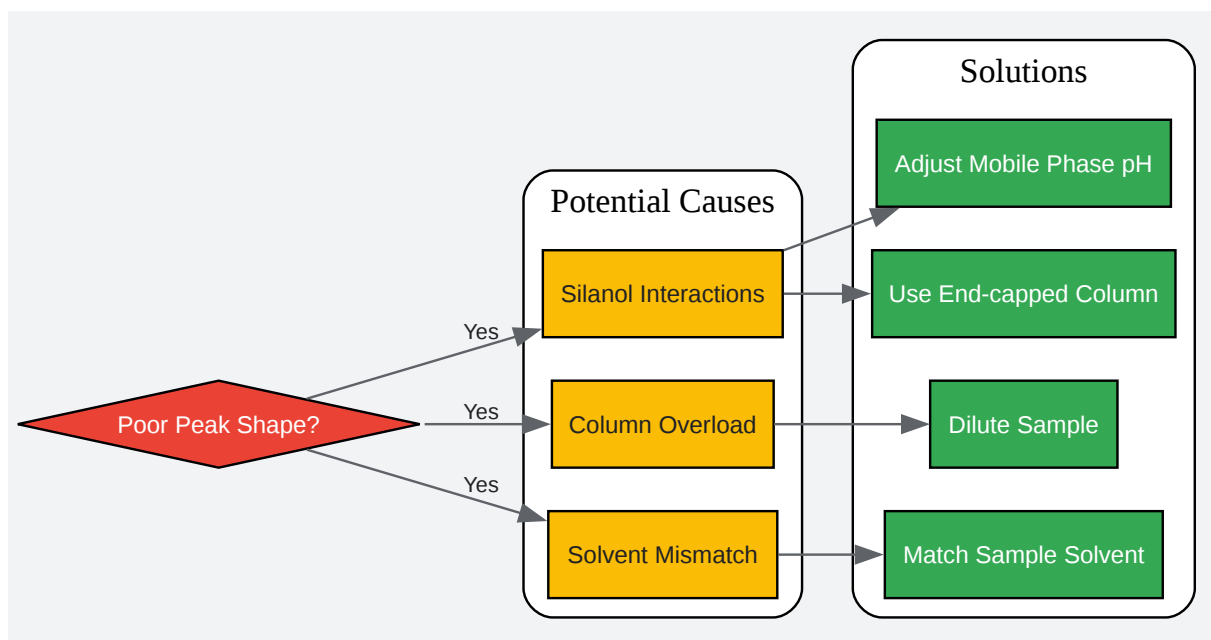 Solutions
Adjust Mobile Phase pH
Potential Causes
Silanol Interactions
Use End-capped Column
Yes
Poor Peak Shape?
Yes
Column Overload
Dilute Sample
Yes
Solvent Mismatch
Match Sample Solvent